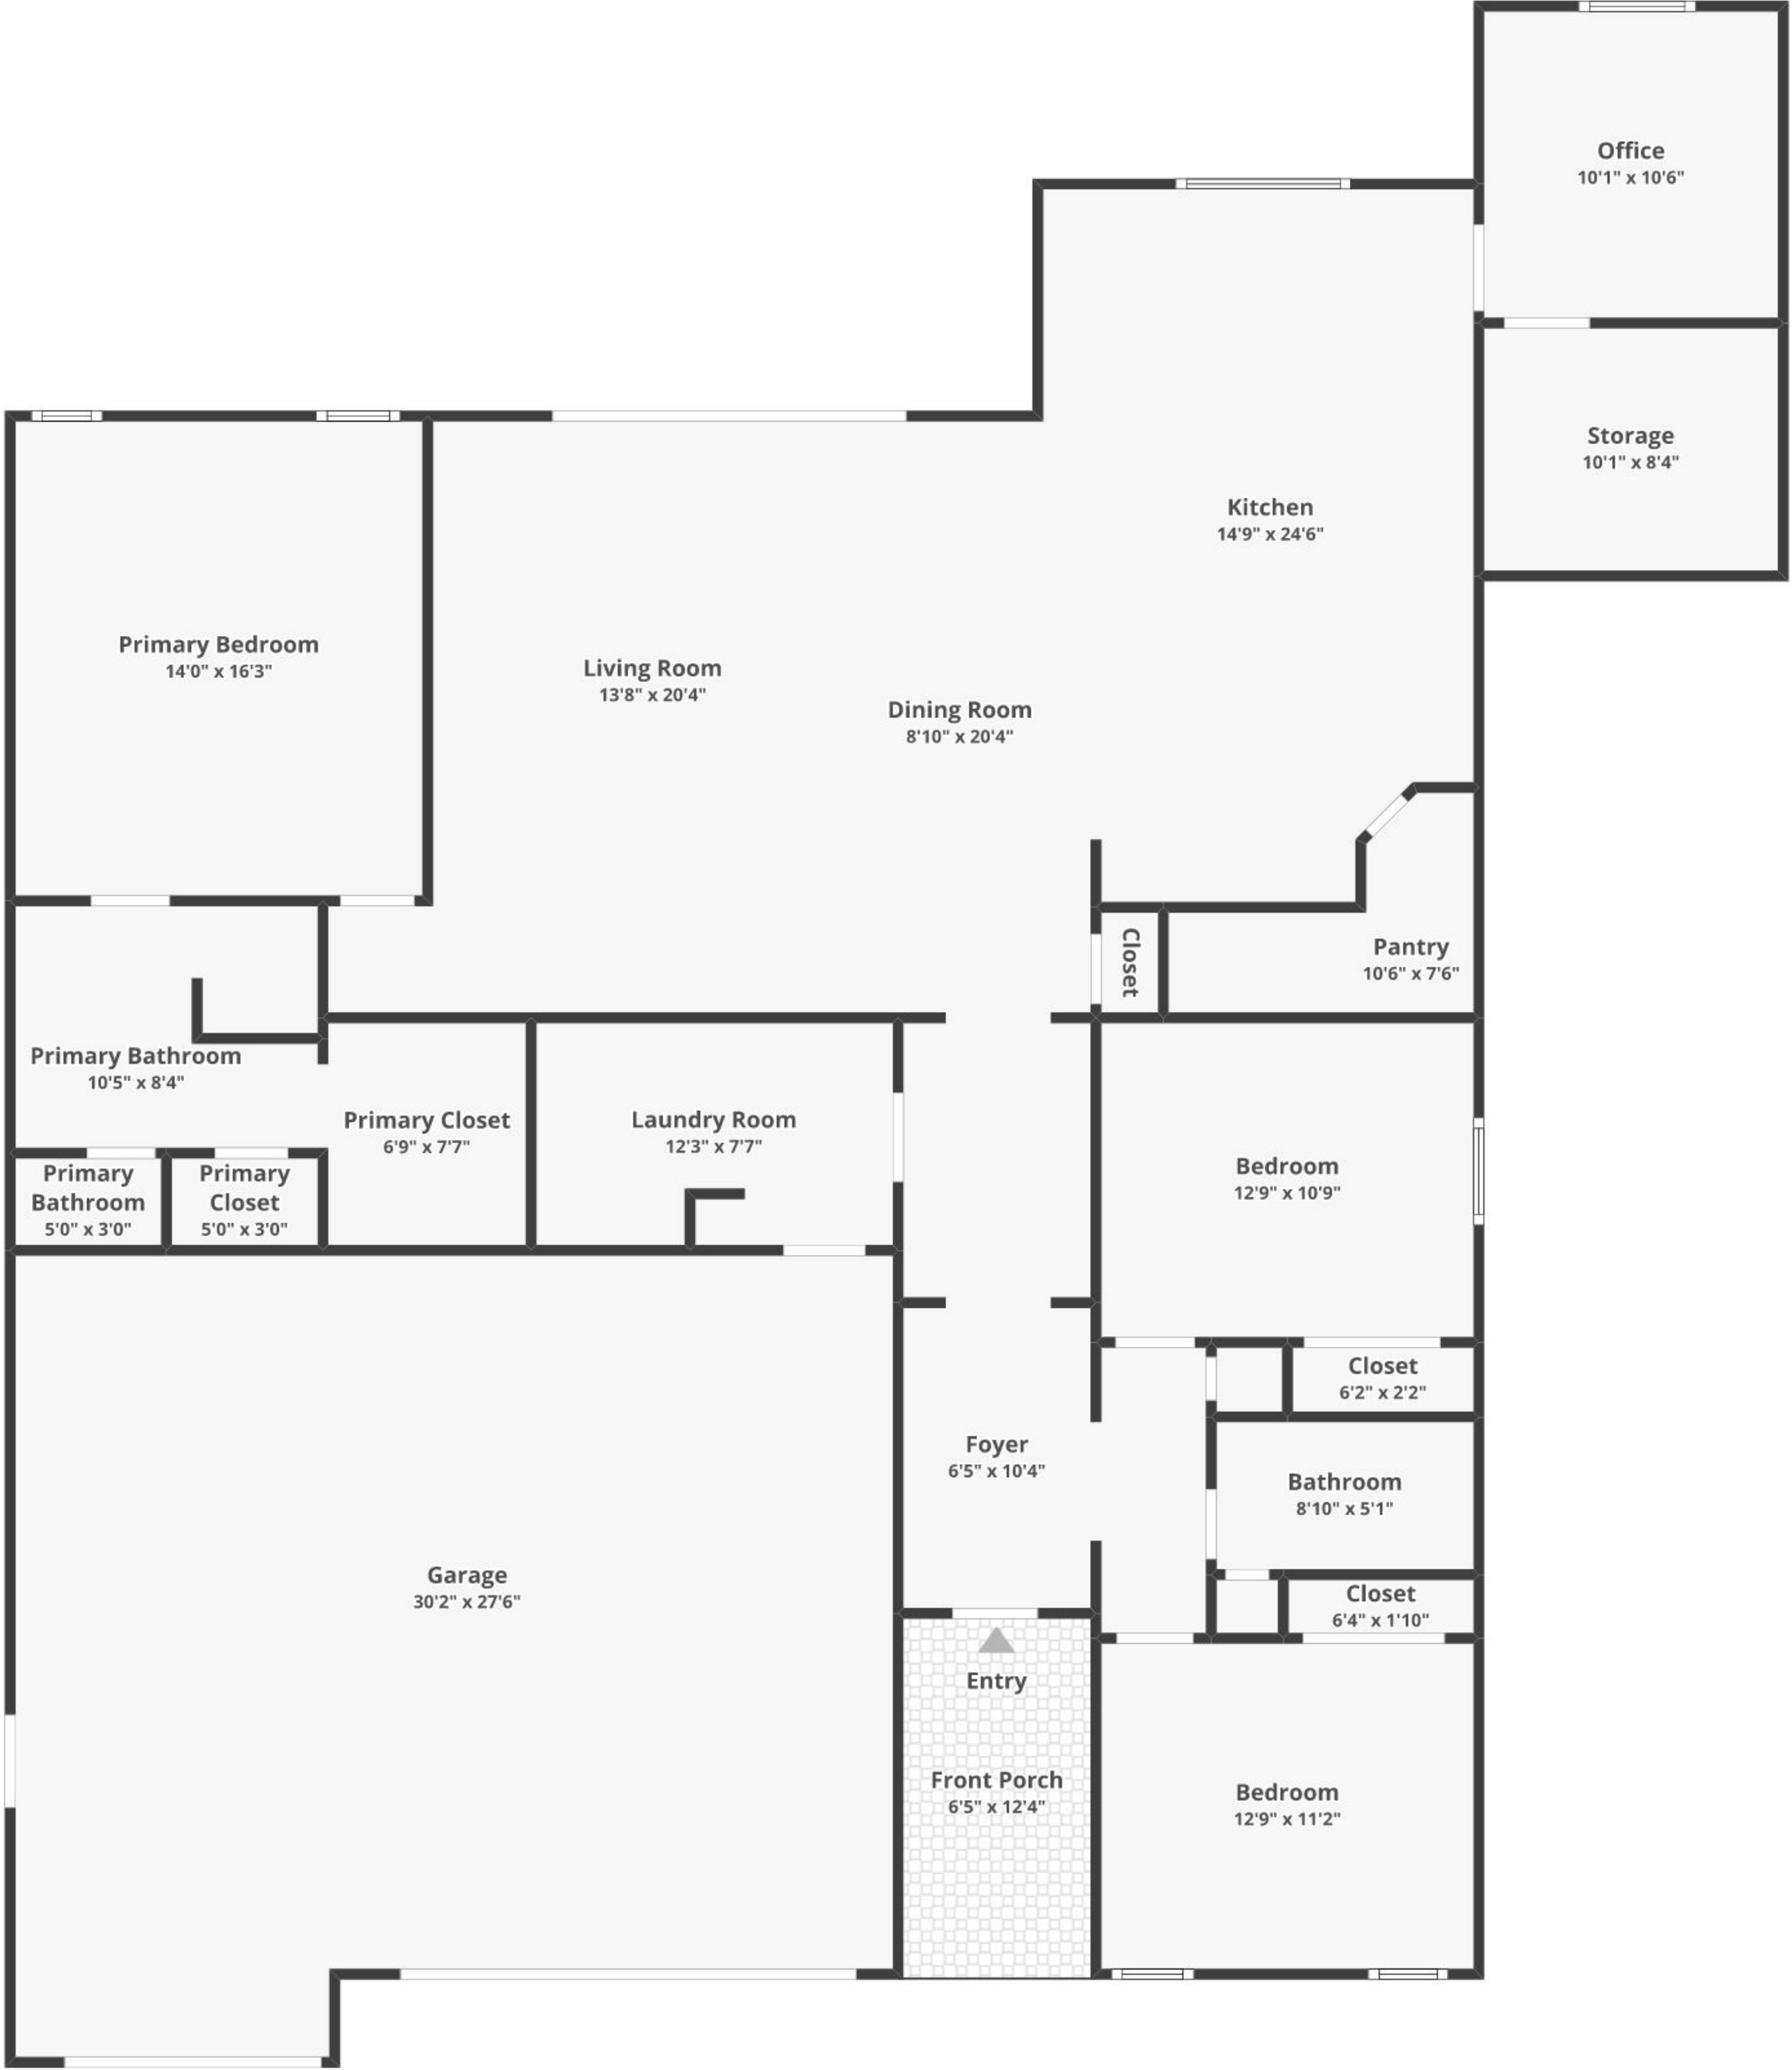 Office
10'1" x 10'6"
Storage
10'1" x 8'4"
Kitchen
14'9" x 24'6"
Primary Bedroom
14'0" x 16'3"
Living Room
13'8" x 20'4"
Dining Room
8'10" x 20'4"
Closet
Pantry
10'6" x 7'6"
Primary Bathroom
10'5" x 8'4"
Primary Closet
6'9" x 7'7"
Laundry Room
12'3" x 7'7"
Primary
Bathroom
5'0" x 3'0"
Primary
Closet
5'0" x 3'0"
Bedroom
12'9" x 10'9"
Closet
6'2" x 2'2"
Foyer
6'5" x 10'4"
Bathroom
8'10" x 5'1"
Garage
30'2" x 27'6"
Closet
6'4" x 1'10"
Entry
Front Porch
6'5" x 12'4"
Bedroom
12'9" x 11'2"